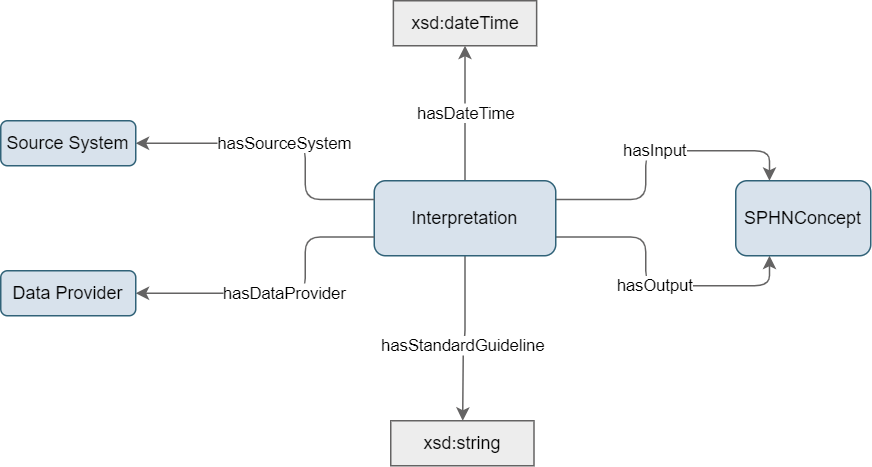 xsd:dateTime
hasDateTime
Source System
hasSourceSystem
hasInput
Interpretation
SPHNConcept
Data Provider
hasDataProvider
hasOutput
hasStandardGuideline
xsd:string